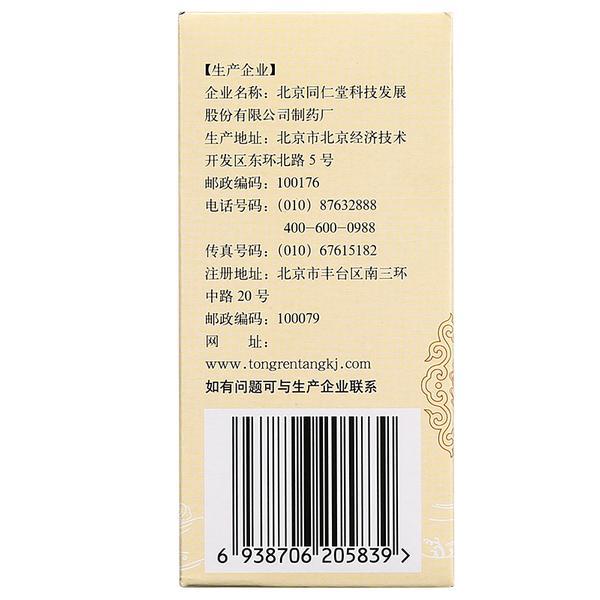 【生产企业】
企业名称：北京同仁堂科技发展
股份有限公司制药厂
生产地址：北京市北京经济技术
开发区东环北路 5 号
邮政编码：100176
电话号码：（010）87632888
400-600-0988
传真号码：（010）67615182
注册地址：北京市丰台区南三环
中路 20 号
邮政编码：100079
网　　址：
www.tongrentangkj.com
如有问题可与生产企业联系
6 938706 205839 >